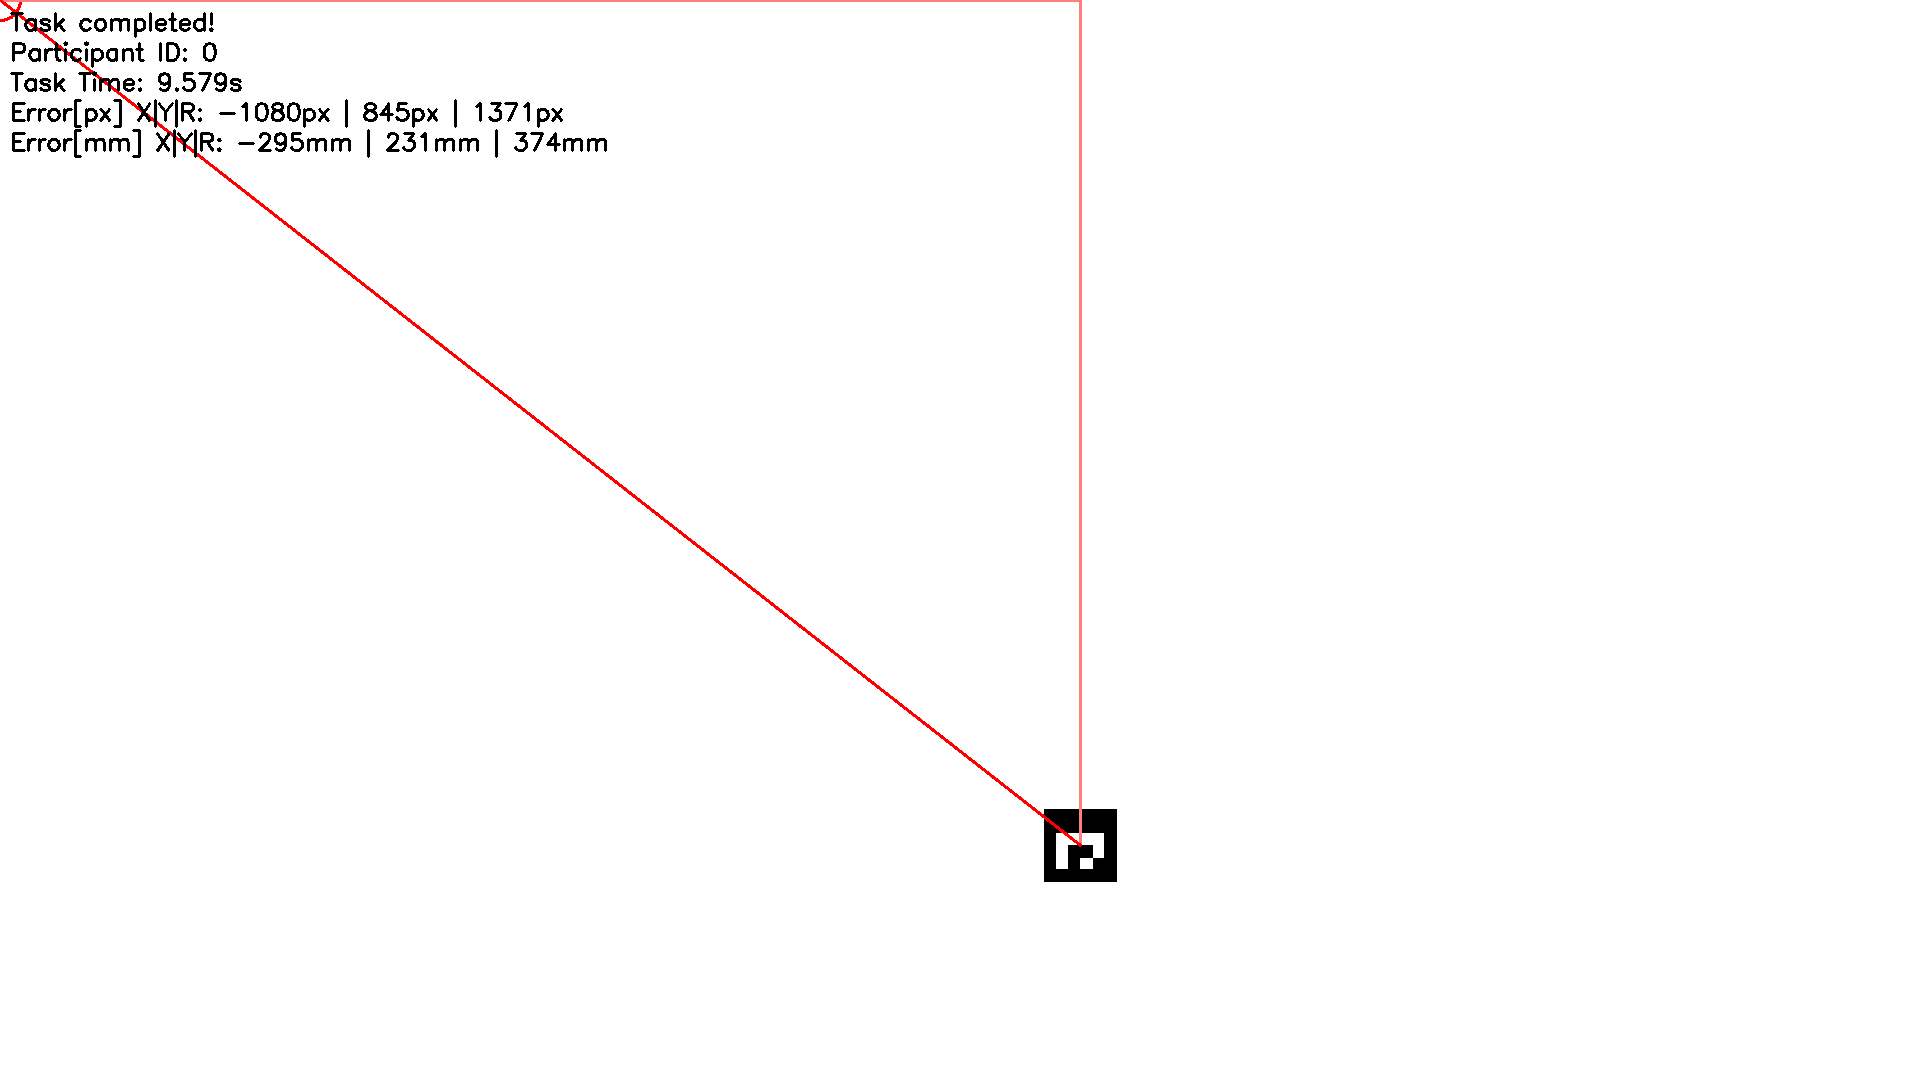 Task completed!
Participant ID: 0
Task Time: 9.579s
Error[px] X|Y|R: -1080px | 845px | 1371px
Error[mm] X|Y|R: -295mm | 231mm | 374mm